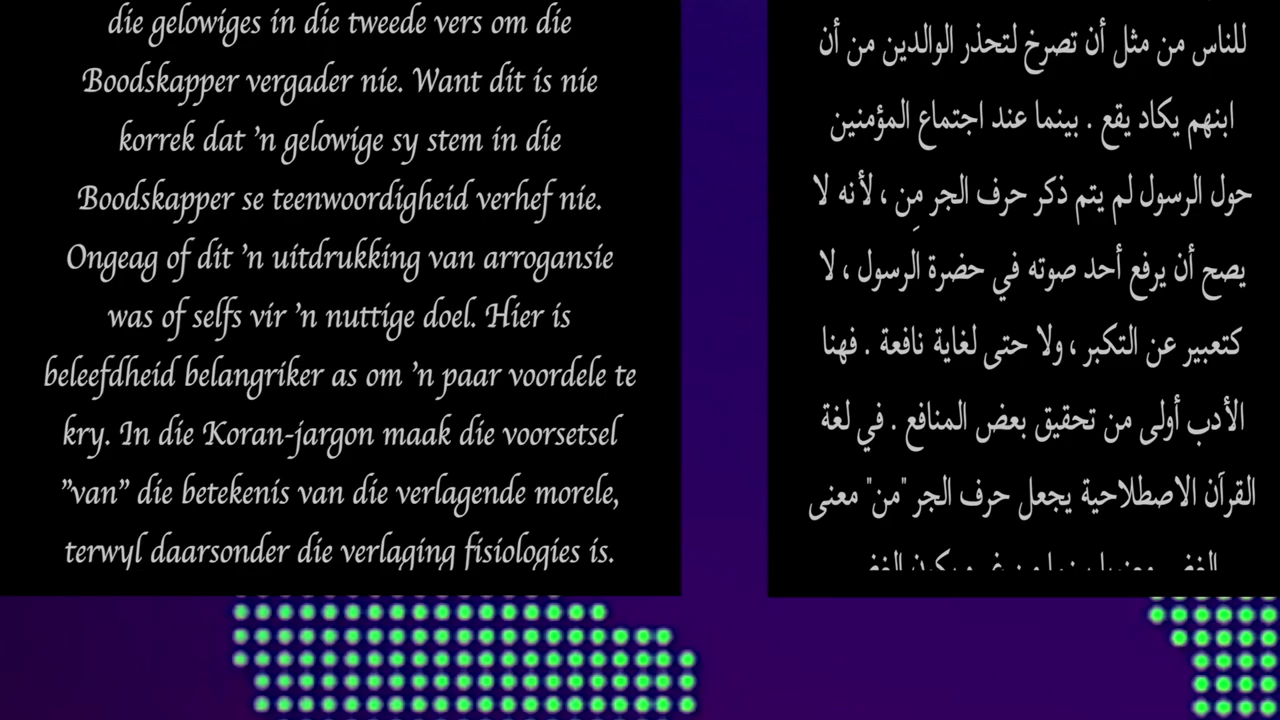 die gelowiges in die tweede vers om die
Boodskapper vergader nie. Want dit is nie
korrek dat 'n gelowige sy stem in die
Boodskapper se teenwoordigheid verhef nie.
Ongeag of dit 'n uitdrukking van arrogansie
was of selfs vir 'n nuttige doel. Hier is
beleefdheid belangriker as om 'n paar voordele te
kry. In die Koran-jargon maak die voorsetsel
"van" die betekenis van die verlagende morele,
terwyl daarsonder die verlaging fisiologies is.
للناس من مثل أن تصرخ لتحذر الوالدين من أن
ابنهم يكاد يقع . بينما عند اجتماع المؤمنين
حول الرسول لم يتم ذكر حرف الجر مِن ، لأنه لا
يصح أن يرفع أحد صوته في حضرة الرسول ، لا
كتعبير عن التكبر ، ولا حتى لغاية نافعة . فهنا
الأدب أولى من تحقيق بعض المنافع . في لغة
القرآن الاصطلاحية يجعل حرف الجر "من" معنى